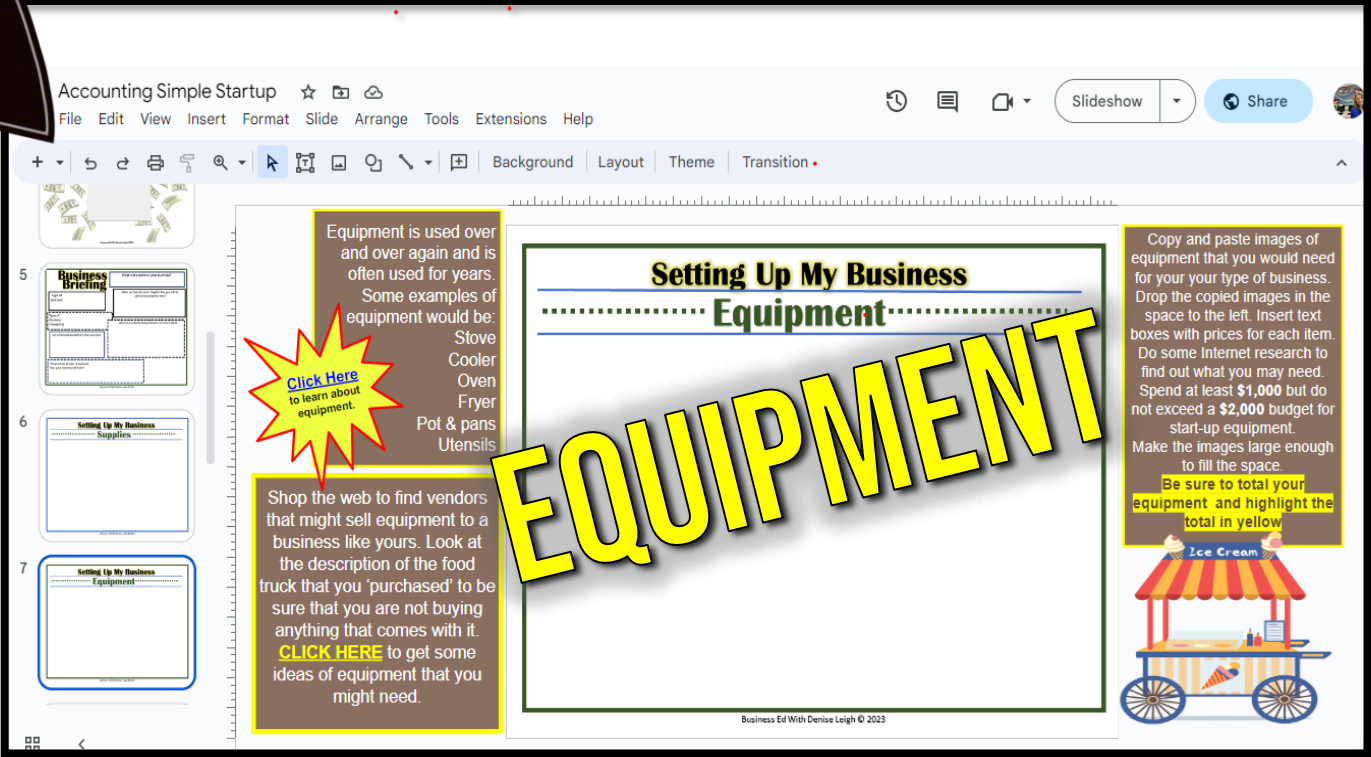 Accounting Simple Startup
File Edit View Insert Format Slide Arrange Tools Extensions Help
Slideshow
Share
Background Layout Theme Transition
5
Business
Briefing
6
Setting Up My Business
Supplies
7
Setting Up My Business
Equipment
Equipment is used over
and over again and is
often used for years.
Some examples of
equipment would be:
Stove
Cooler
Oven
Fryer
Pot & pans
Utensils
Click Here
to learn about
equipment.
Shop the web to find vendors
that might sell equipment to a
business like yours. Look at
the description of the food
truck that you ‘purchased’ to be
sure that you are not buying
anything that comes with it.
CLICK HERE to get some
ideas of equipment that you
might need.
Setting Up My Business
Equipment
EQUIPMENT
Business Ed With Denise Leigh © 2023
Copy and paste images of
equipment that you would need
for your your type of business.
Drop the copied images in the
space to the left. Insert text
boxes with prices for each item.
Do some Internet research to
find out what you may need.
Spend at least $1,000 but do
not exceed a $2,000 budget for
start-up equipment.
Make the images large enough
to fill the space.
Be sure to total your
equipment and highlight the
total in yellow
Ice Cream